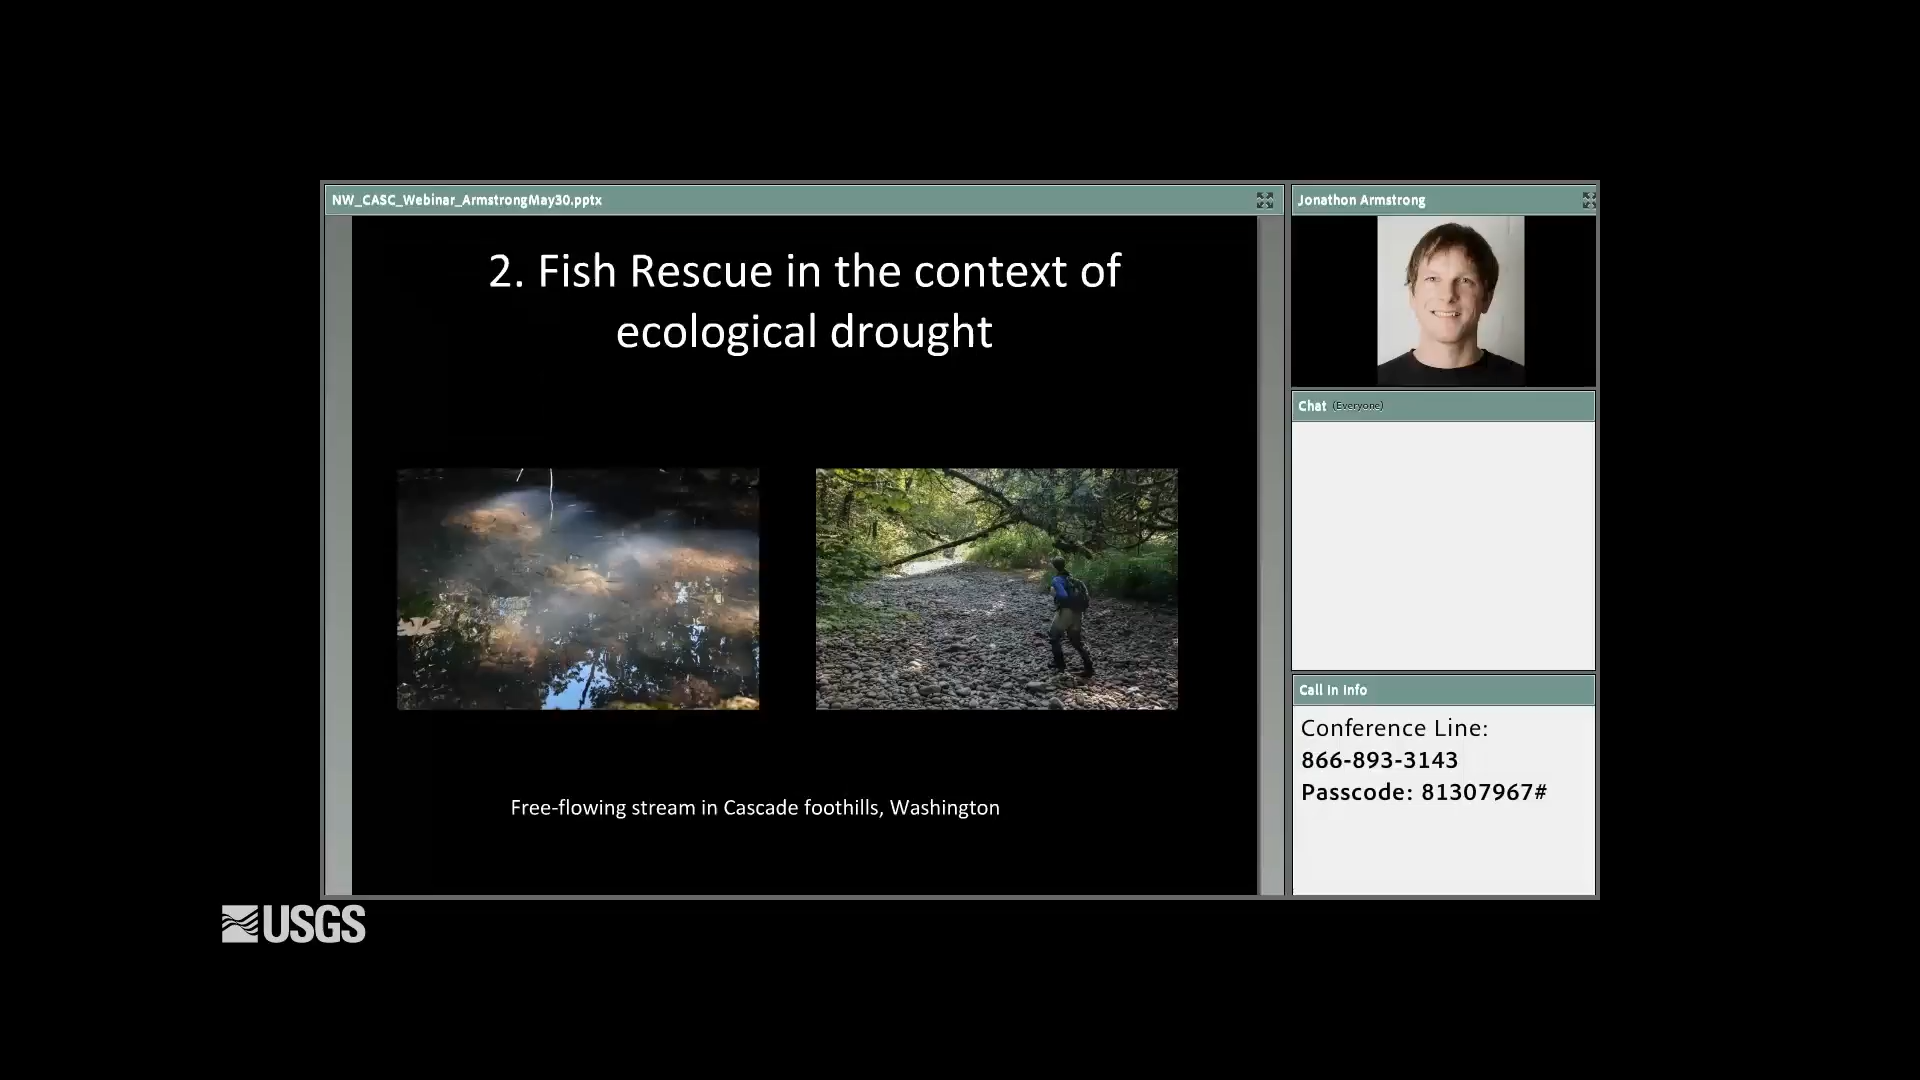 NW_CASC_Webinar_ArmstrongMay30.pptx
2. Fish Rescue in the context of
ecological drought
Free-flowing stream in Cascade foothills, Washington
Jonathon Armstrong
Chat (Everyone)
Call In Info
Conference Line:
866-893-3143
Passcode: 81307967#
USGS